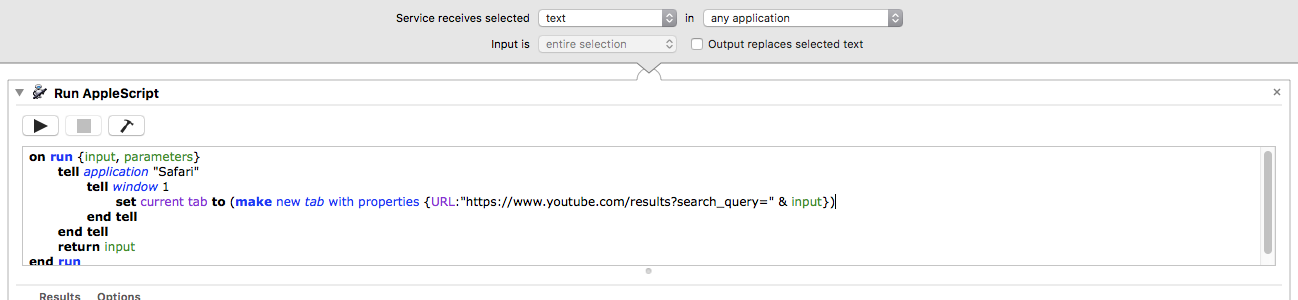 Service receives selected text in any application
Input is entire selection Output replaces selected text
Run AppleScript
on run {input, parameters}
tell application "Safari"
tell window 1
set current tab to (make new tab with properties {URL:"https://www.youtube.com/results?search_query=" & input})
end tell
end tell
return input
end run
Results Options